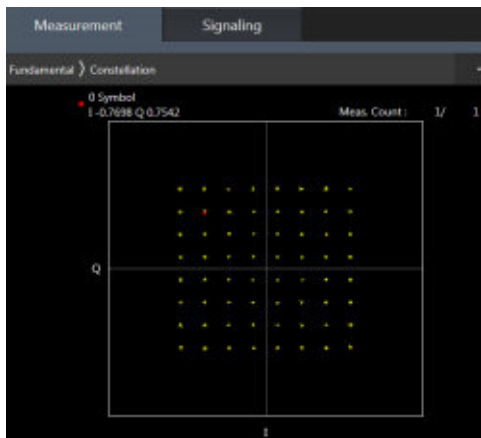 Measurement Signaling
Fundamental 》 Constellation
0 Symbol
I -0.7698 Q 0.7542 Meas. Count : 1/ 1
Q
I